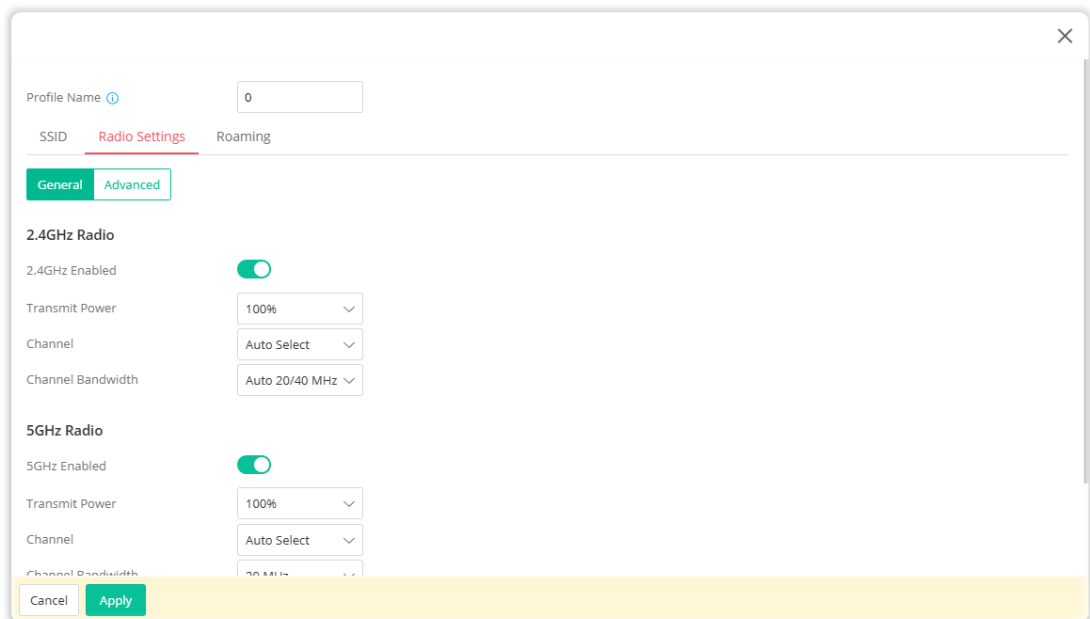 Profile Name 0
SSID Radio Settings Roaming
General Advanced
2.4GHz Radio
2.4GHz Enabled
Transmit Power 100%
Channel Auto Select
Channel Bandwidth Auto 20/40 MHz
5GHz Radio
5GHz Enabled
Transmit Power 100%
Channel Auto Select
Channel Bandwidth
Cancel Apply